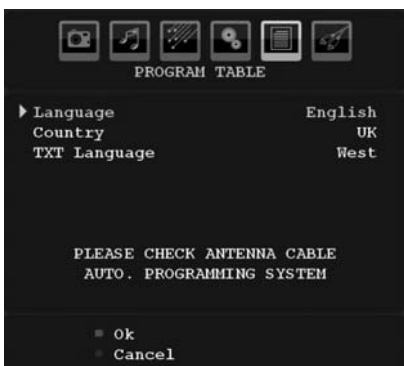 PROGRAM TABLE
Language English
Country UK
TXT Language West
PLEASE CHECK ANTENNA CABLE
AUTO. PROGRAMMING SYSTEM
Ok
Cancel